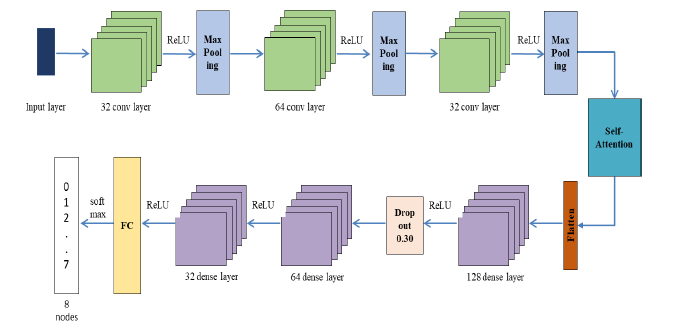 ReLU
Max
Pool
ing
ReLU
Max
Pool
ing
ReLU
Max
Pool
ing
Input layer
32 conv layer
64 conv layer
32 conv layer
Self-
Attention
0
1
2
.
.
7
soft
max
FC
ReLU
ReLU
Drop
out
0.30
ReLU
Flatten
32 dense layer
64 dense layer
128 dense layer
8
nodes